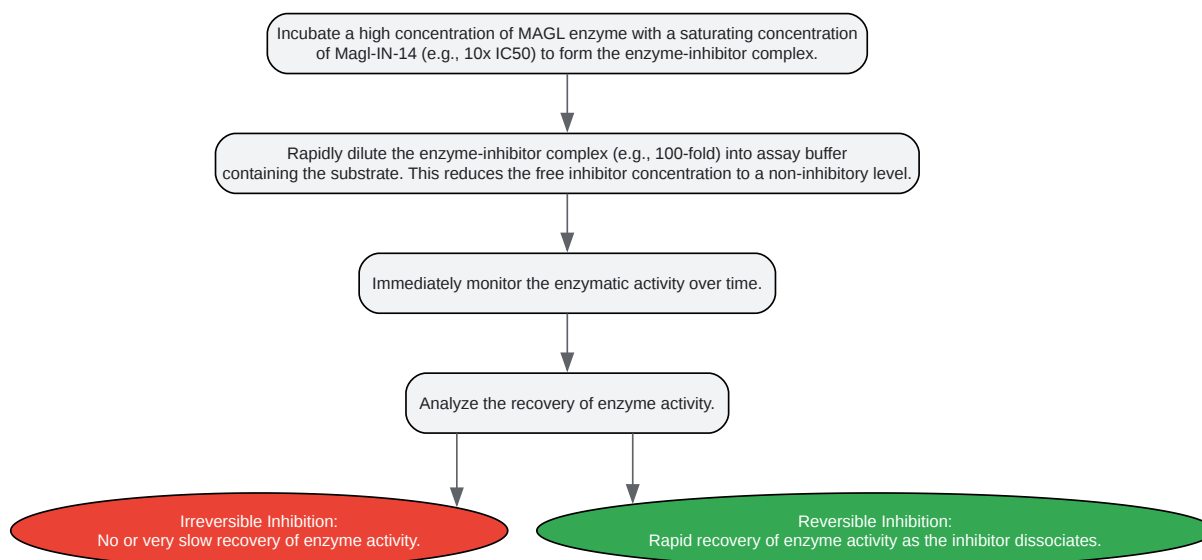 Incubate a high concentration of MAGL enzyme with a saturating concentration
of Magl-IN-14 (e.g., 10x IC50) to form the enzyme-inhibitor complex.
Rapidly dilute the enzyme-inhibitor complex (e.g., 100-fold) into assay buffer
containing the substrate. This reduces the free inhibitor concentration to a non-inhibitory level.
Immediately monitor the enzymatic activity over time.
Analyze the recovery of enzyme activity.
Irreversible Inhibition:
No or very slow recovery of enzyme activity.
Reversible Inhibition:
Rapid recovery of enzyme activity as the inhibitor dissociates.